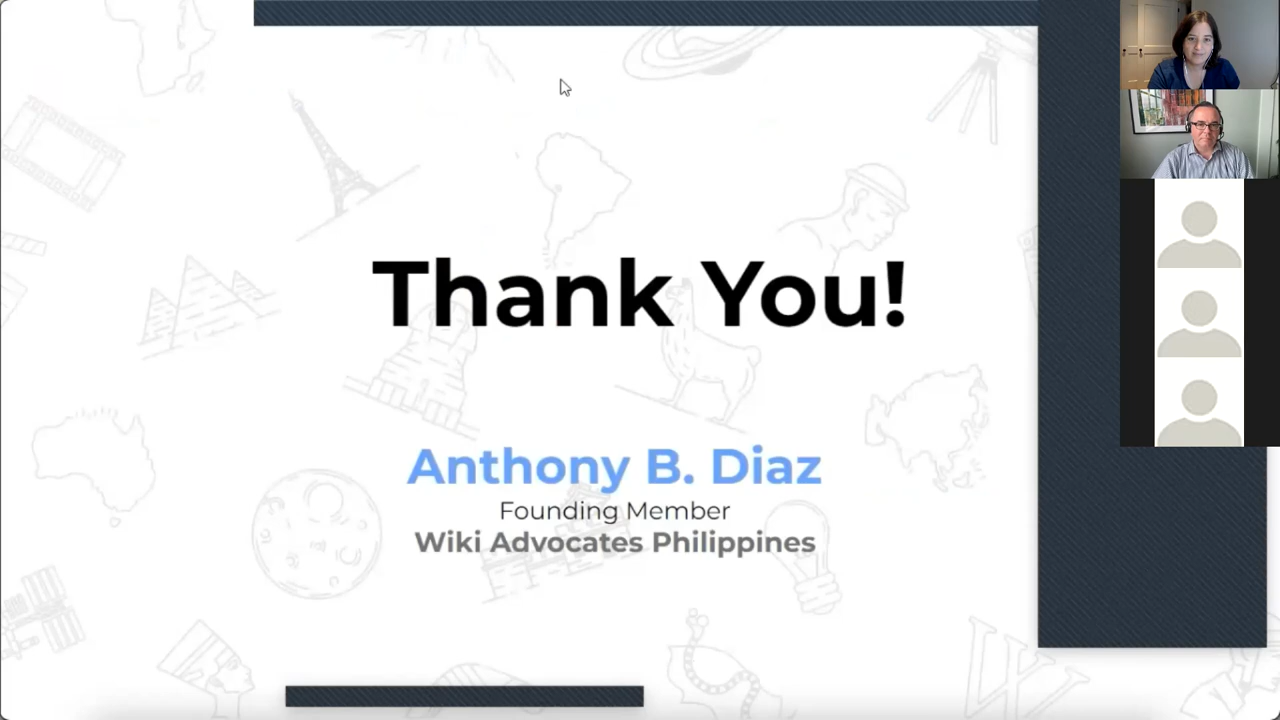 Thank You!
Anthony B. Diaz
Founding Member
Wiki Advocates Philippines